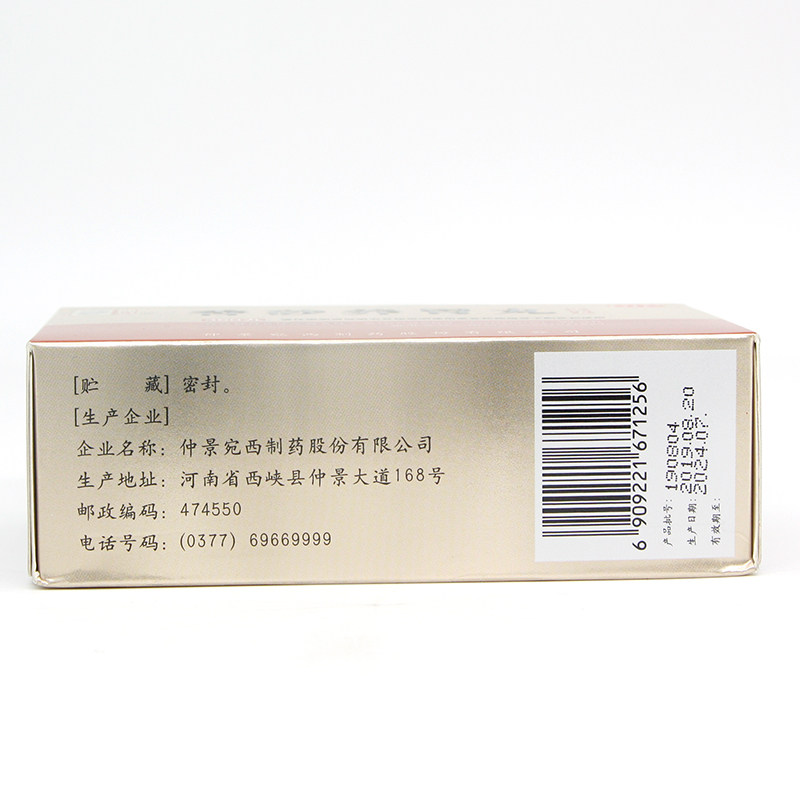 [贮　藏] 密封。
[生产企业]
企业名称：仲景宛西制药股份有限公司
生产地址：河南省西峡县仲景大道168号
邮政编码：474550
电话号码：(0377) 69669999
6 909221 671256
产品批号：190804
生产日期：2019.08.20
有效期至：2024.07.